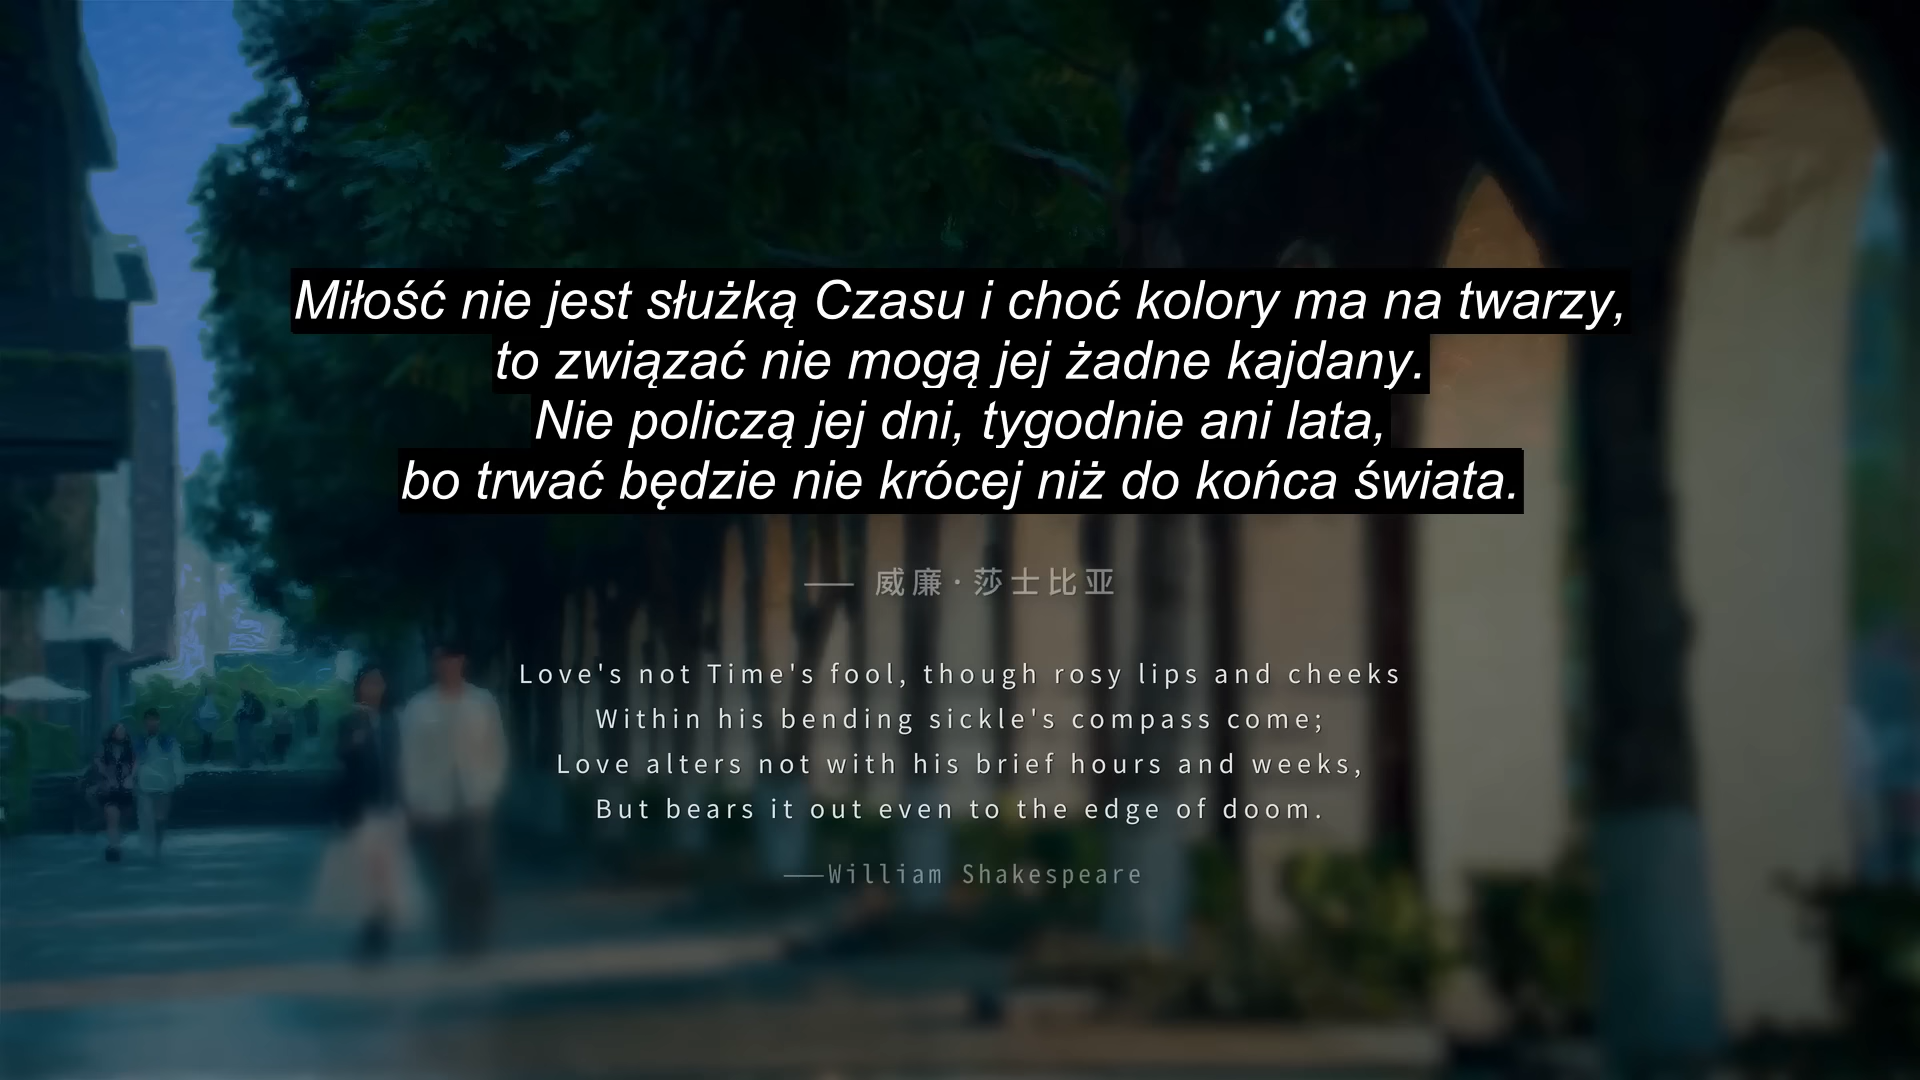 Miłość nie jest służką Czasu i choć kolory ma na twarzy,
to związać nie mogą jej żadne kajdany.
Nie policzą jej dni, tygodnie ani lata,
bo trwać będzie nie krócej niż do końca świata.
—— 威廉·莎士比亚
Love's not Time's fool, though rosy lips and cheeks
Within his bending sickle's compass come;
Love alters not with his brief hours and weeks,
But bears it out even to the edge of doom.
——William Shakespeare